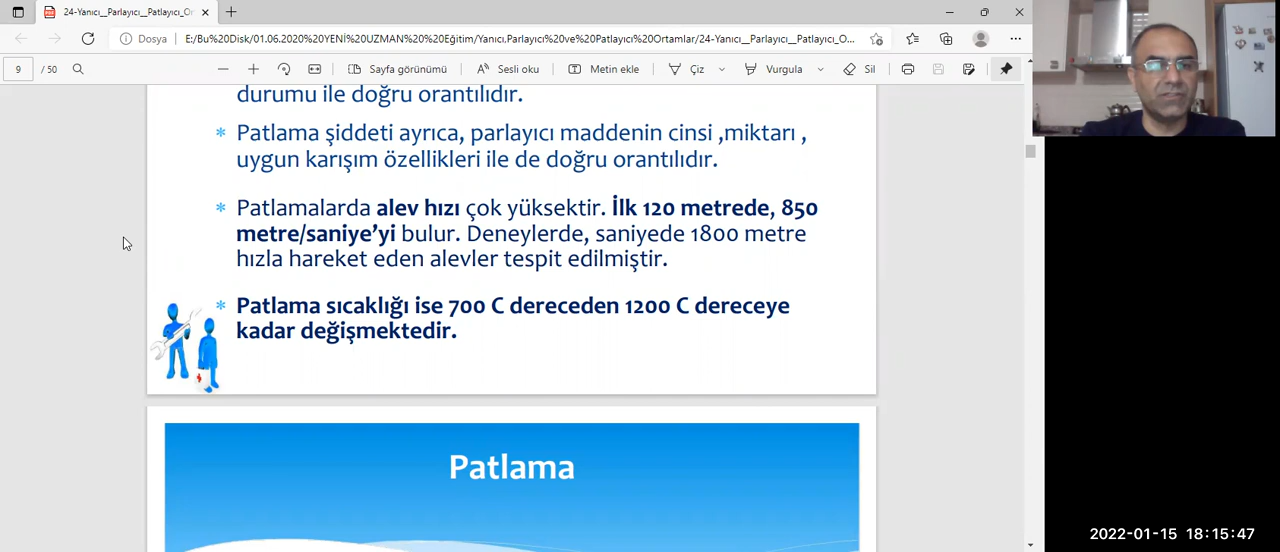 24-Yanıcı__Parlayıcı__Patlayıcı_Or
Dosya
E:/Bu%20Disk/01.06.2020%20YENİ%20UZMAN%20%20Eğitim/Yanıcı,Parlayıcı%20ve%20Patlayıcı%20Ortamlar/24-Yanıcı__Parlayıcı__Patlayıcı_O...
9 /50
Sayfa görünümü
Sesli oku
Metin ekle
Çiz
Vurgula
Sil
durumu ile doğru orantılıdır.
* Patlama şiddeti ayrıca, parlayıcı maddenin cinsi ,miktarı ,
uygun karışım özellikleri ile de doğru orantılıdır.
* Patlamalarda alev hızı çok yüksektir. İlk 120 metrede, 850
metre/saniye’yi bulur. Deneylerde, saniyede 1800 metre
hızla hareket eden alevler tespit edilmiştir.
* Patlama sıcaklığı ise 700 C dereceden 1200 C dereceye
kadar değişmektedir.
Patlama
2022-01-15 18:15:47